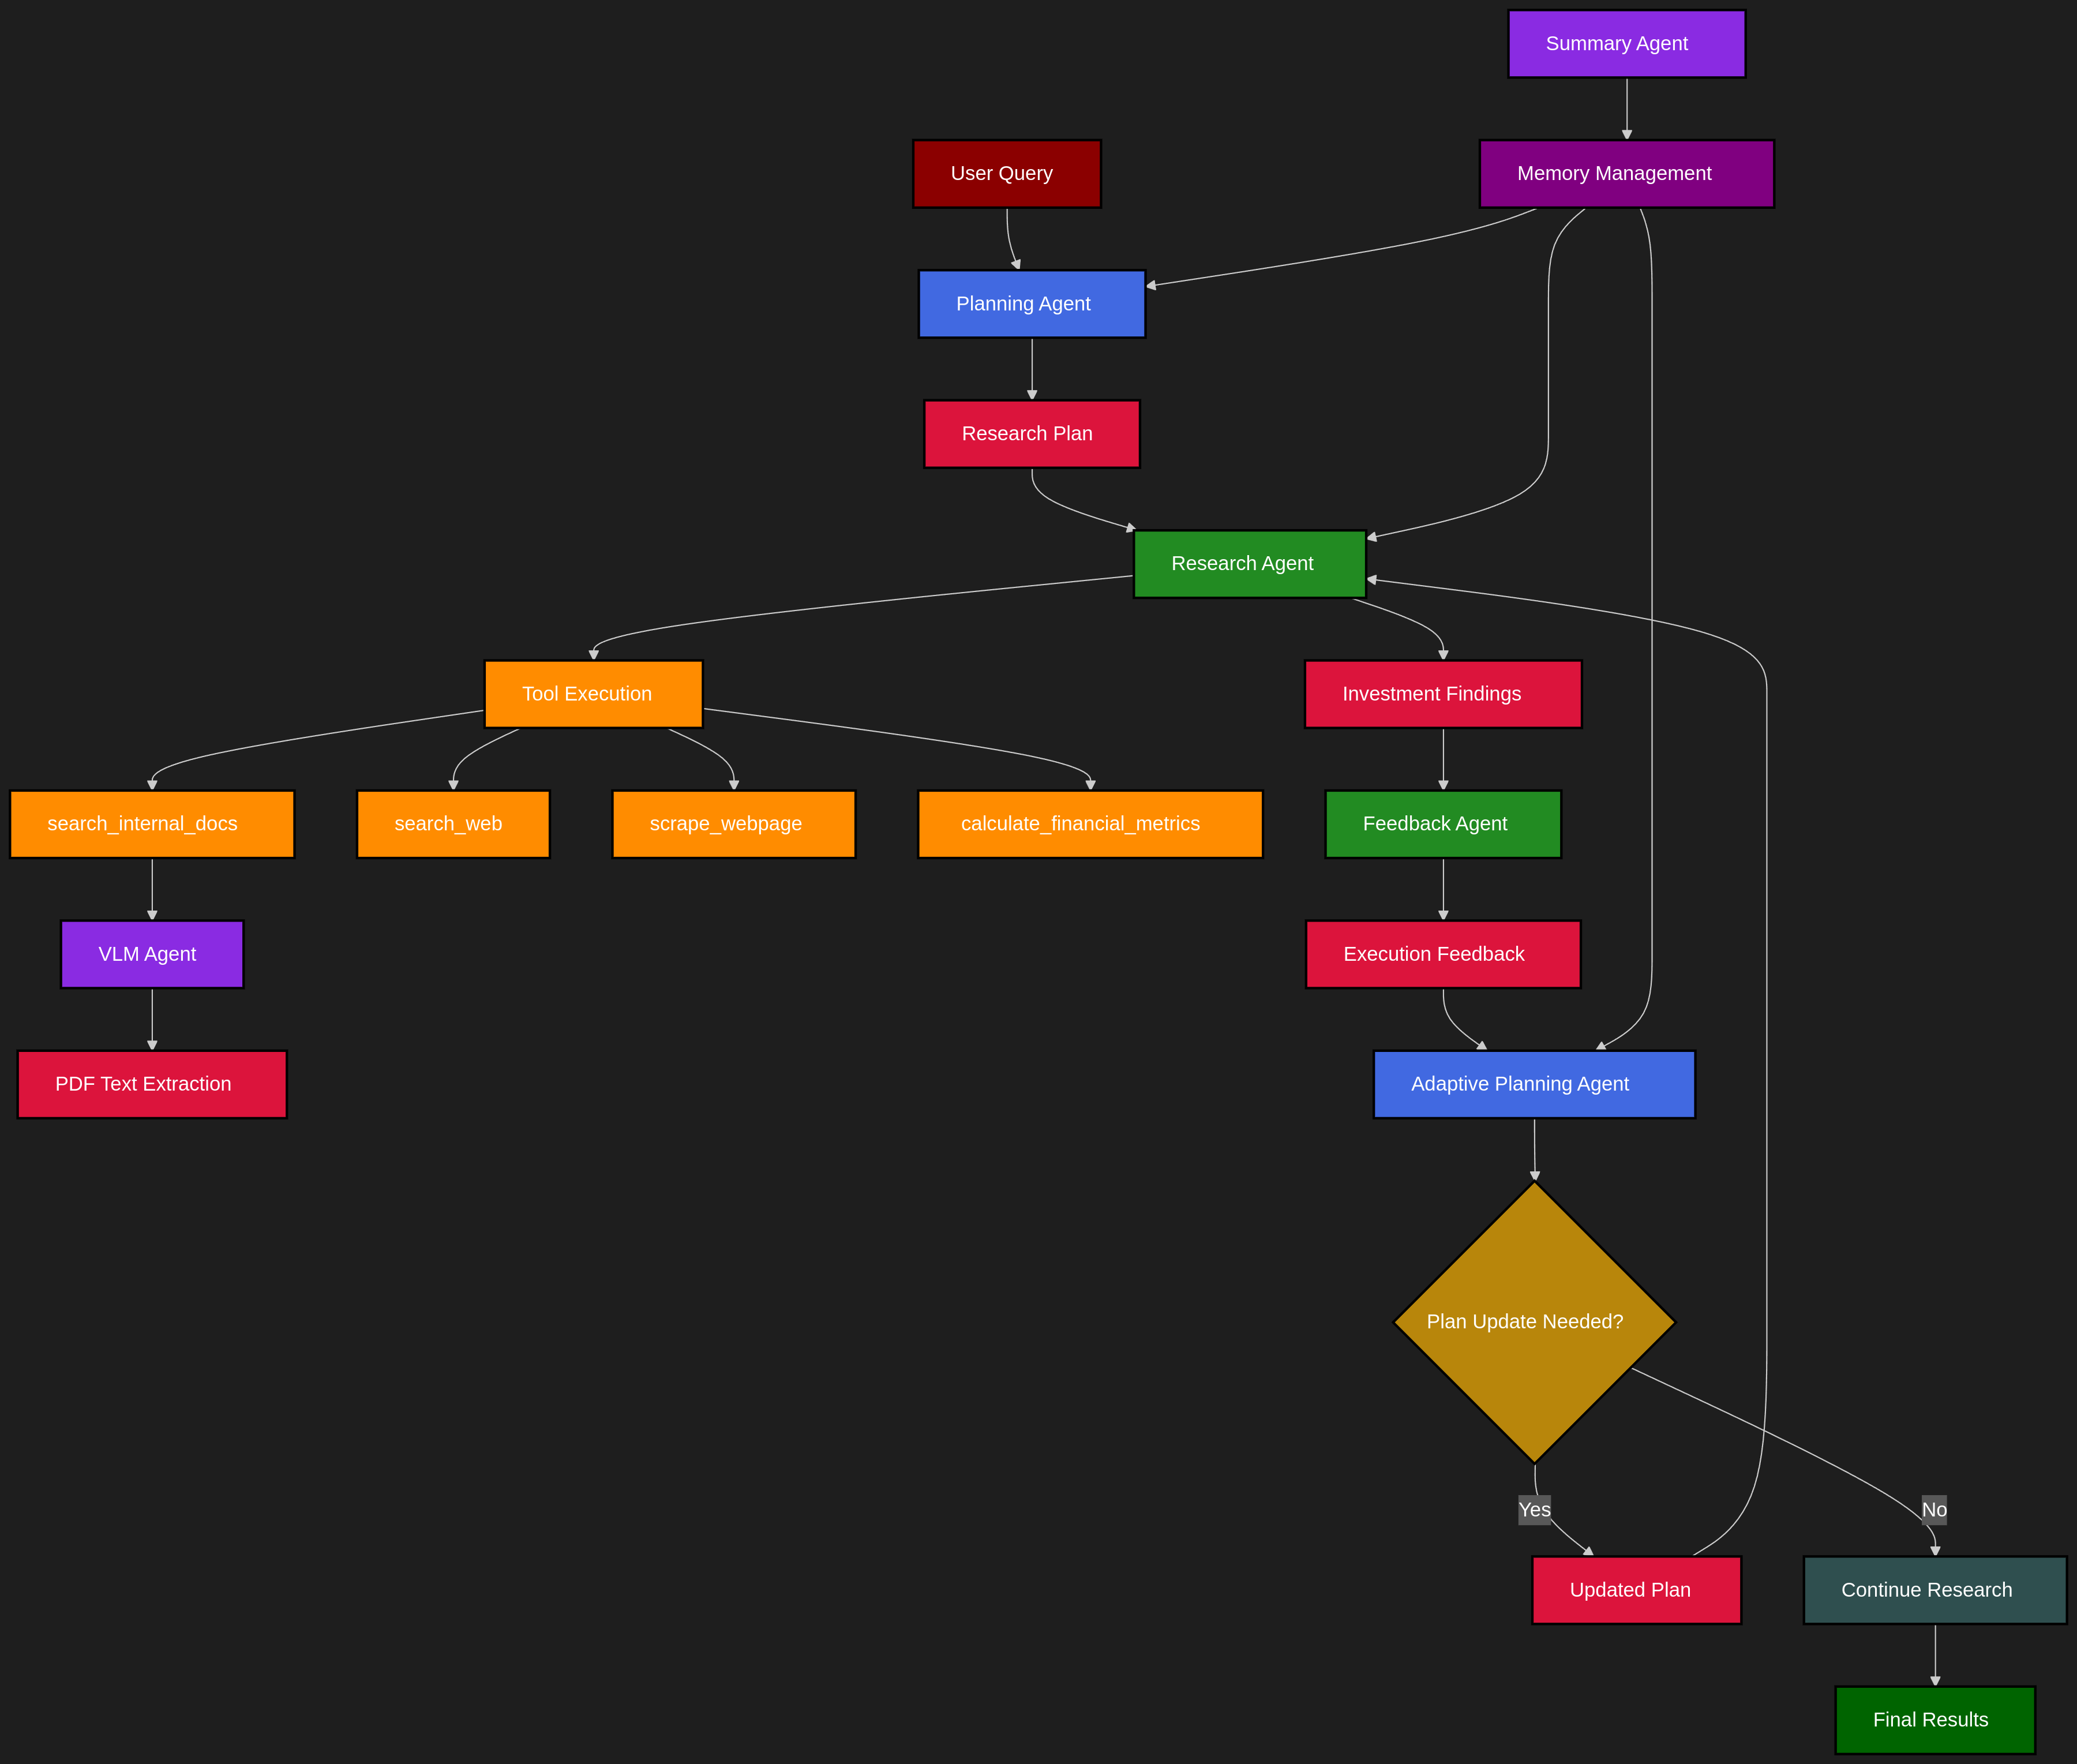 Summary Agent
User Query
Memory Management
Planning Agent
Research Plan
Research Agent
Tool Execution
Investment Findings
search_internal_docs
search_web
scrape_webpage
calculate_financial_metrics
Feedback Agent
VLM Agent
Execution Feedback
PDF Text Extraction
Adaptive Planning Agent
Plan Update Needed?
Yes
No
Updated Plan
Continue Research
Final Results